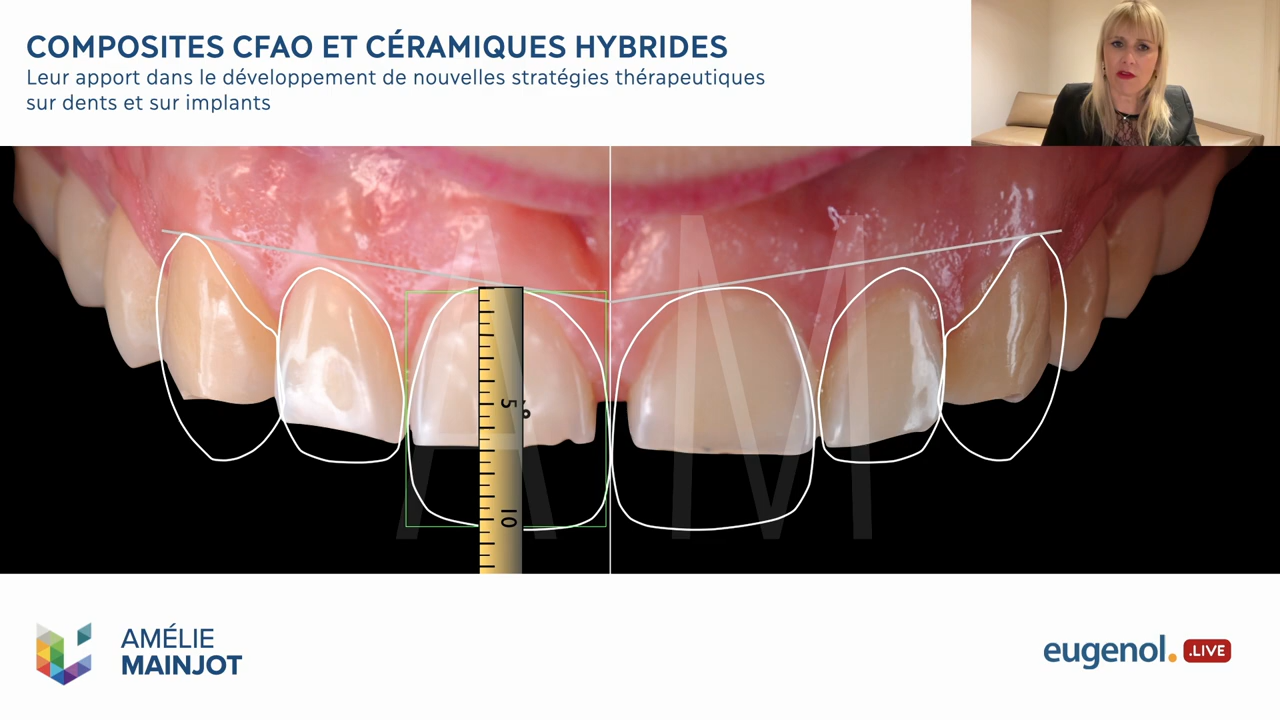 COMPOSITES CFAO ET CÉRAMIQUES HYBRIDES
Leur apport dans le développement de nouvelles stratégies thérapeutiques
sur dents et sur implants
AM
5
10
AMÉLIE
MAINJOT
eugenol. .LIVE